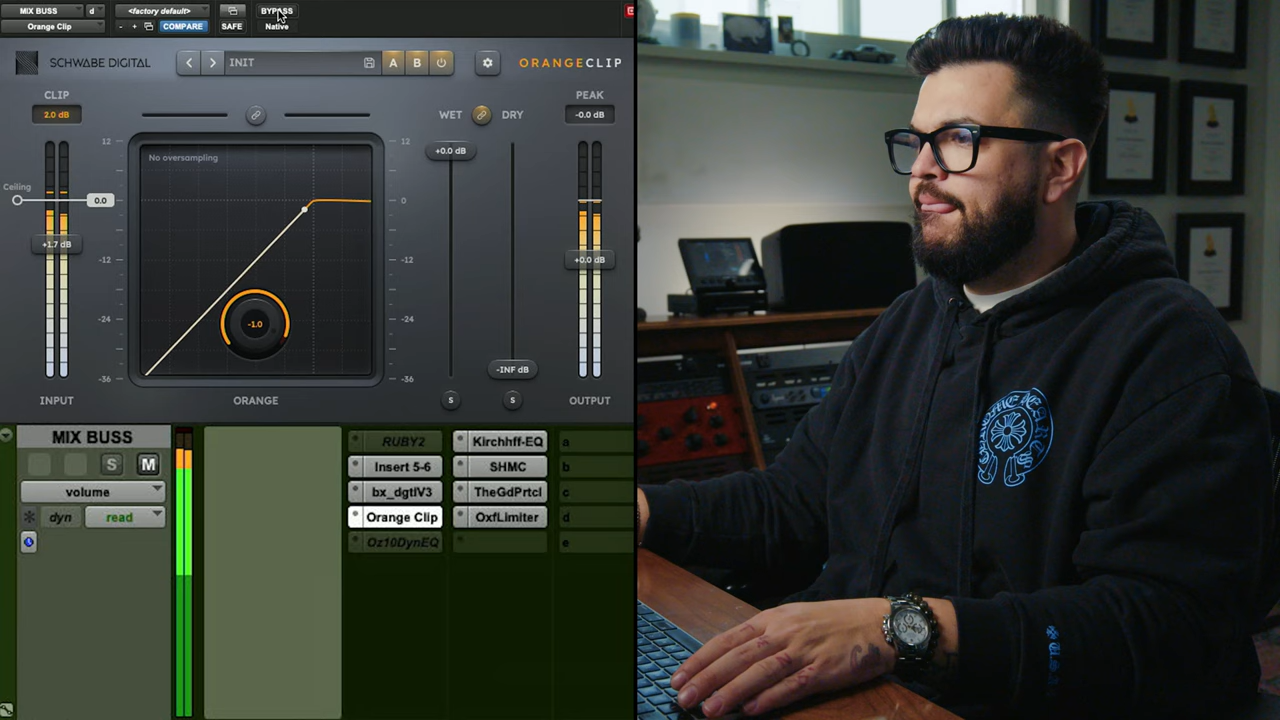 MIX BUSS d <factory default> BYPASS
Orange Clip - + COMPARE SAFE Native
SCHWABE DIGITAL INIT A B ORANGECLIP
CLIP PEAK
2.0 dB WET DRY -0.0 dB
12 No oversampling 12 +0.0 dB
Ceiling 0.0 0 
+1.7 dB -12 -12 +0.0 dB
-24 -1.0 -24
-36 -36 -INF dB
S S
INPUT ORANGE OUTPUT
MIX BUSS RUBY2 Kirchhff-EQ a
S M Insert 5-6 SHMC b
volume bx_dgtlV3 TheGdPrtcl c
dyn read Orange Clip OxfLimiter d
Oz10DynEQ e